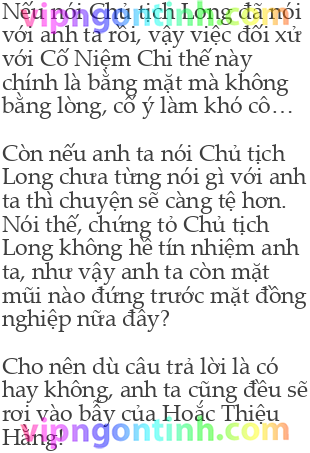 Nếu nói Chủ tịch Long đã nói
với anh ta rồi, vậy việc đối xử
với Cố Niệm Chi thế này
chính là bằng mặt mà không
bằng lòng, cố ý làm khó cô…
Còn nếu anh ta nói Chủ tịch
Long chưa từng nói gì với anh
ta thì chuyện sẽ càng tệ hơn.
Nói thế, chứng tỏ Chủ tịch
Long không hề tín nhiệm anh
ta, như vậy anh ta còn mặt
mũi nào đứng trước mặt đồng
nghiệp nữa đây?
Cho nên dù câu trả lời là có
hay không, anh ta cũng đều sẽ
rơi vào bẫy của Hoắc Thiệu
Hằng!
vipngontinh.com
vipngontinh.com